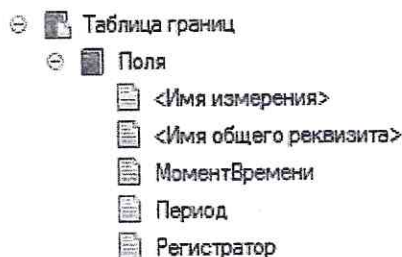 Таблица границ
Поля
<Имя измерения>
<Имя общего реквизита>
МоментВремени
Период
Регистратор